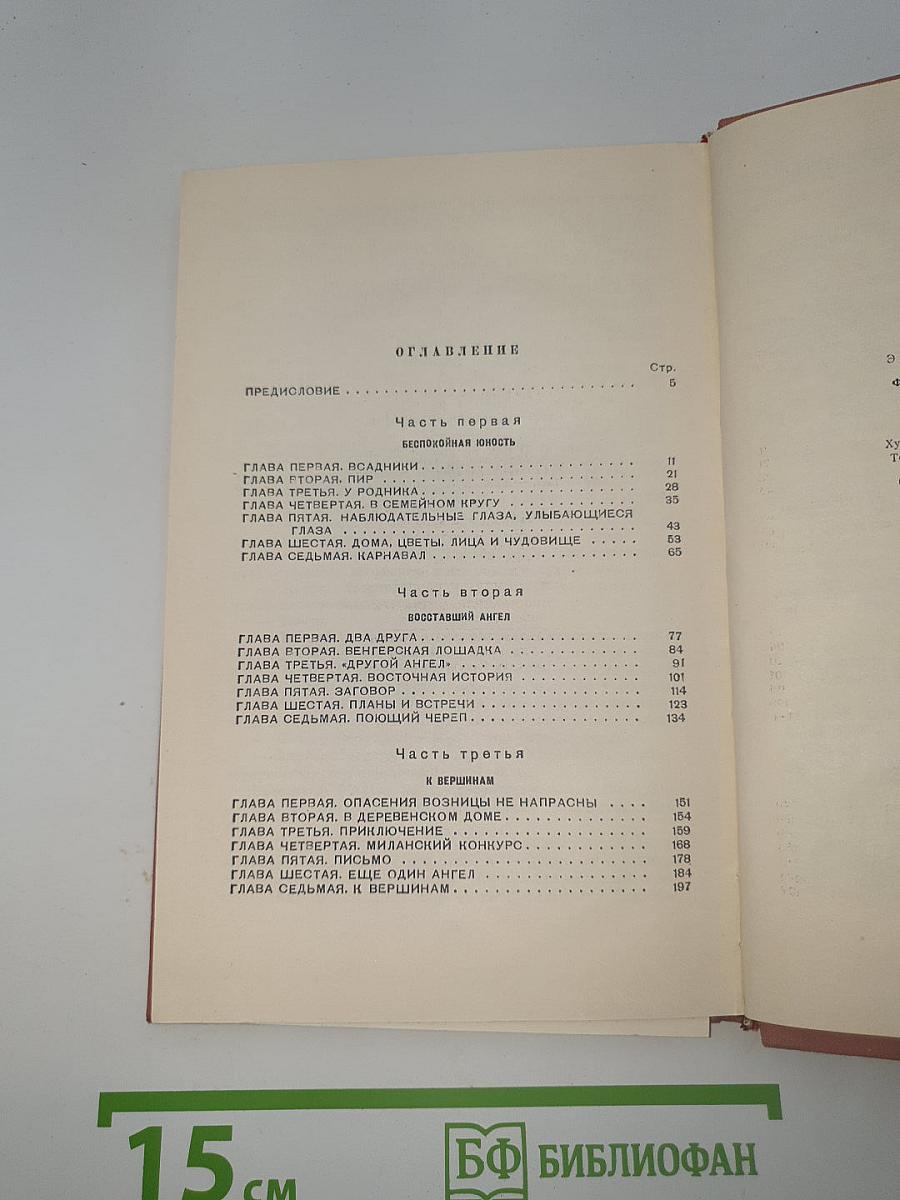 ОГЛАВЛЕНИЕ
Стр.
ПРЕДИСЛОВИЕ . . . . . . . . . . . . . . . . . . . . . . . . . . . . 5
Часть первая
БЕСПОКОЙНАЯ ЮНОСТЬ
ГЛАВА ПЕРВАЯ. ВСАДНИКИ . . . . . . . . . . . . . . . . . . . . 11
ГЛАВА ВТОРАЯ. ПИР . . . . . . . . . . . . . . . . . . . . . . . 21
ГЛАВА ТРЕТЬЯ. У РОДНИКА . . . . . . . . . . . . . . . . . . . . 28
ГЛАВА ЧЕТВЕРТАЯ. В СЕМЕЙНОМ КРУГУ . . . . . . . . . . . . . 35
ГЛАВА ПЯТАЯ. НАБЛЮДАТЕЛЬНЫЕ ГЛАЗА, УЛЫБАЮЩИЕСЯ
ГЛАЗА . . . . . . . . . . . . . . . . . . . . . . . . . . . 43
ГЛАВА ШЕСТАЯ. ДОМА, ЦВЕТЫ, ЛИЦА И ЧУДОВИЩЕ . . . . . 53
ГЛАВА СЕДЬМАЯ. КАРНАВАЛ . . . . . . . . . . . . . . . . . . . 65
Часть вторая
ВОССТАВШИЙ АНГЕЛ
ГЛАВА ПЕРВАЯ. ДВА ДРУГА . . . . . . . . . . . . . . . . . . . . 77
ГЛАВА ВТОРАЯ. ВЕНГЕРСКАЯ ЛОШАДКА . . . . . . . . . . . . 84
ГЛАВА ТРЕТЬЯ. «ДРУГОЙ АНГЕЛ» . . . . . . . . . . . . . . . . 91
ГЛАВА ЧЕТВЕРТАЯ. ВОСТОЧНАЯ ИСТОРИЯ . . . . . . . . . . . 101
ГЛАВА ПЯТАЯ. ЗАГОВОР . . . . . . . . . . . . . . . . . . . . . . 114
ГЛАВА ШЕСТАЯ. ПЛАНЫ И ВСТРЕЧИ . . . . . . . . . . . . . . . 123
ГЛАВА СЕДЬМАЯ. ПОЮЩИЙ ЧЕРЕП . . . . . . . . . . . . . . . . 134
Часть третья
К ВЕРШИНАМ
ГЛАВА ПЕРВАЯ. ОПАСЕНИЯ ВОЗНИЦЫ НЕ НАПРАСНЫ . . . . 151
ГЛАВА ВТОРАЯ. В ДЕРЕВЕНСКОМ ДОМЕ . . . . . . . . . . . . . 154
ГЛАВА ТРЕТЬЯ. ПРИКЛЮЧЕНИЕ . . . . . . . . . . . . . . . . . 159
ГЛАВА ЧЕТВЕРТАЯ. МИЛАНСКИЙ КОНКУРС . . . . . . . . . . . 168
ГЛАВА ПЯТАЯ. ПИСЬМО . . . . . . . . . . . . . . . . . . . . . . 178
ГЛАВА ШЕСТАЯ. ЕЩЕ ОДИН АНГЕЛ . . . . . . . . . . . . . . . 184
ГЛАВА СЕДЬМАЯ. К ВЕРШИНАМ . . . . . . . . . . . . . . . . . . 197
15 см
БФ БИБЛИОФАН